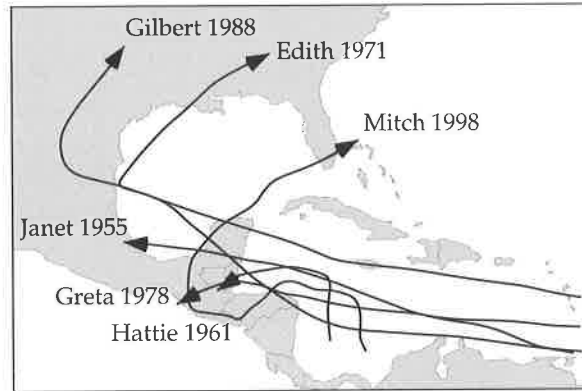 Gilbert 1988
Edith 1971
Mitch 1998
Janet 1955
Greta 1978
Hattie 1961